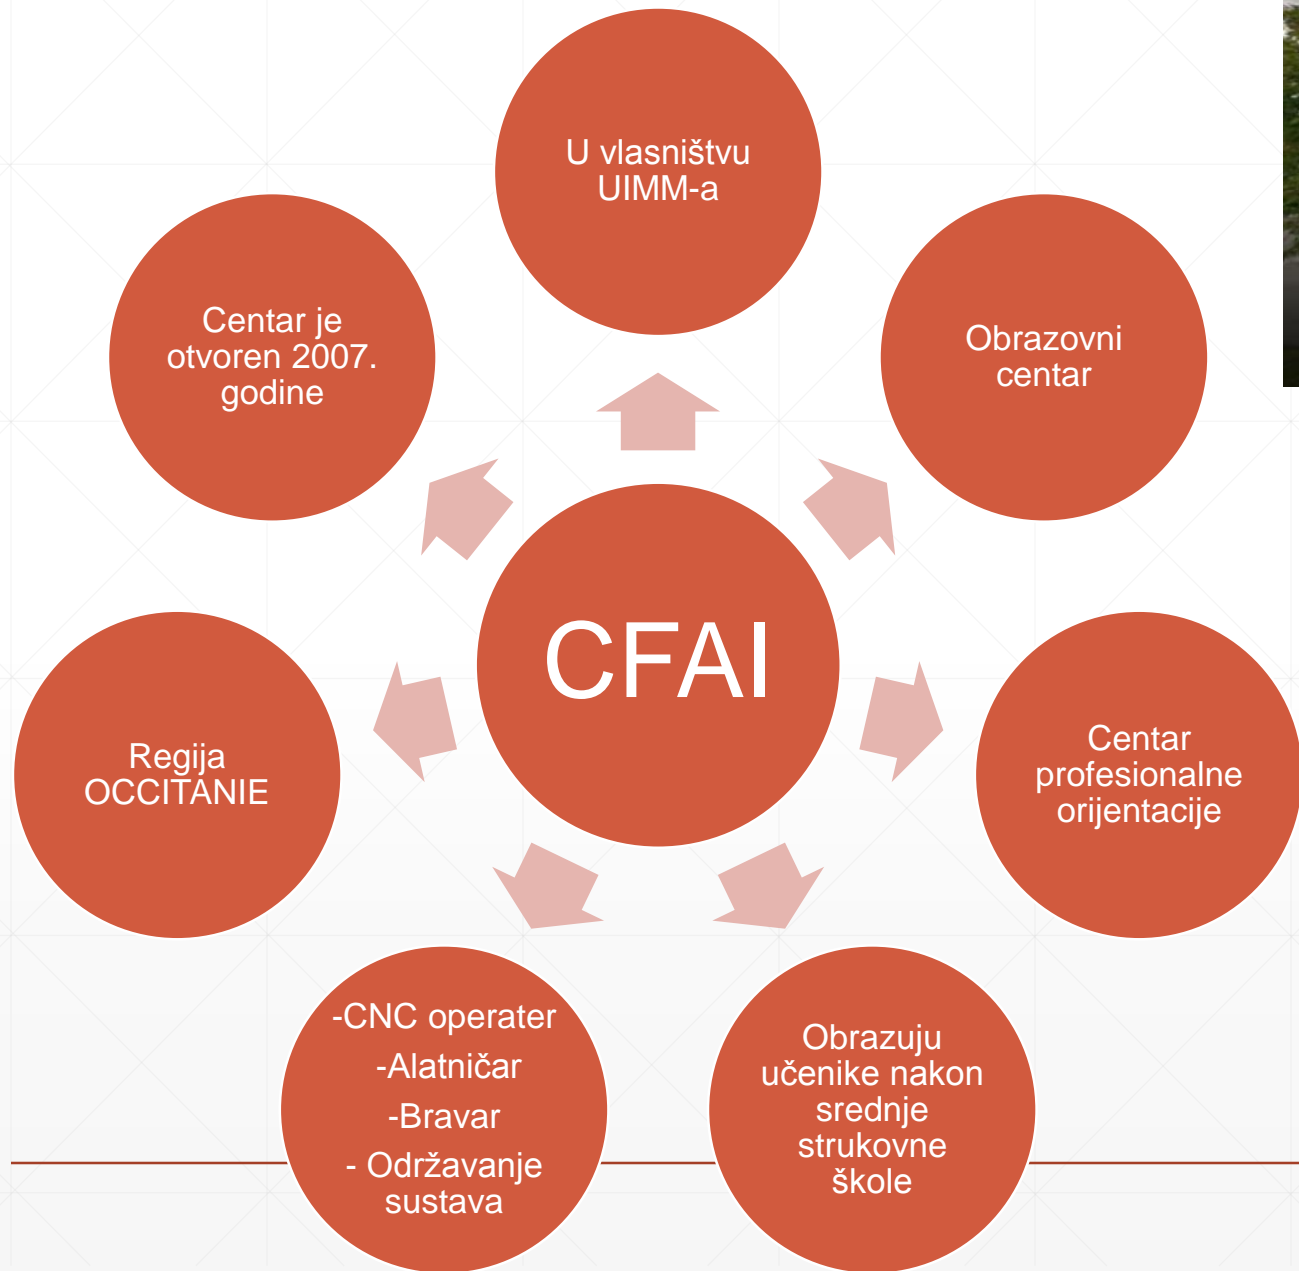 U vlasništvu
UIMM-a
Obrazovni
centar
Centar
profesionalne
orijentacije
Obrazuju
učenike nakon
srednje
strukovne
škole
-CNC operater
-Alatničar
-Bravar
- Održavanje
sustava
Regija
OCCITANIE
Centar je
otvoren 2007.
godine
CFAI